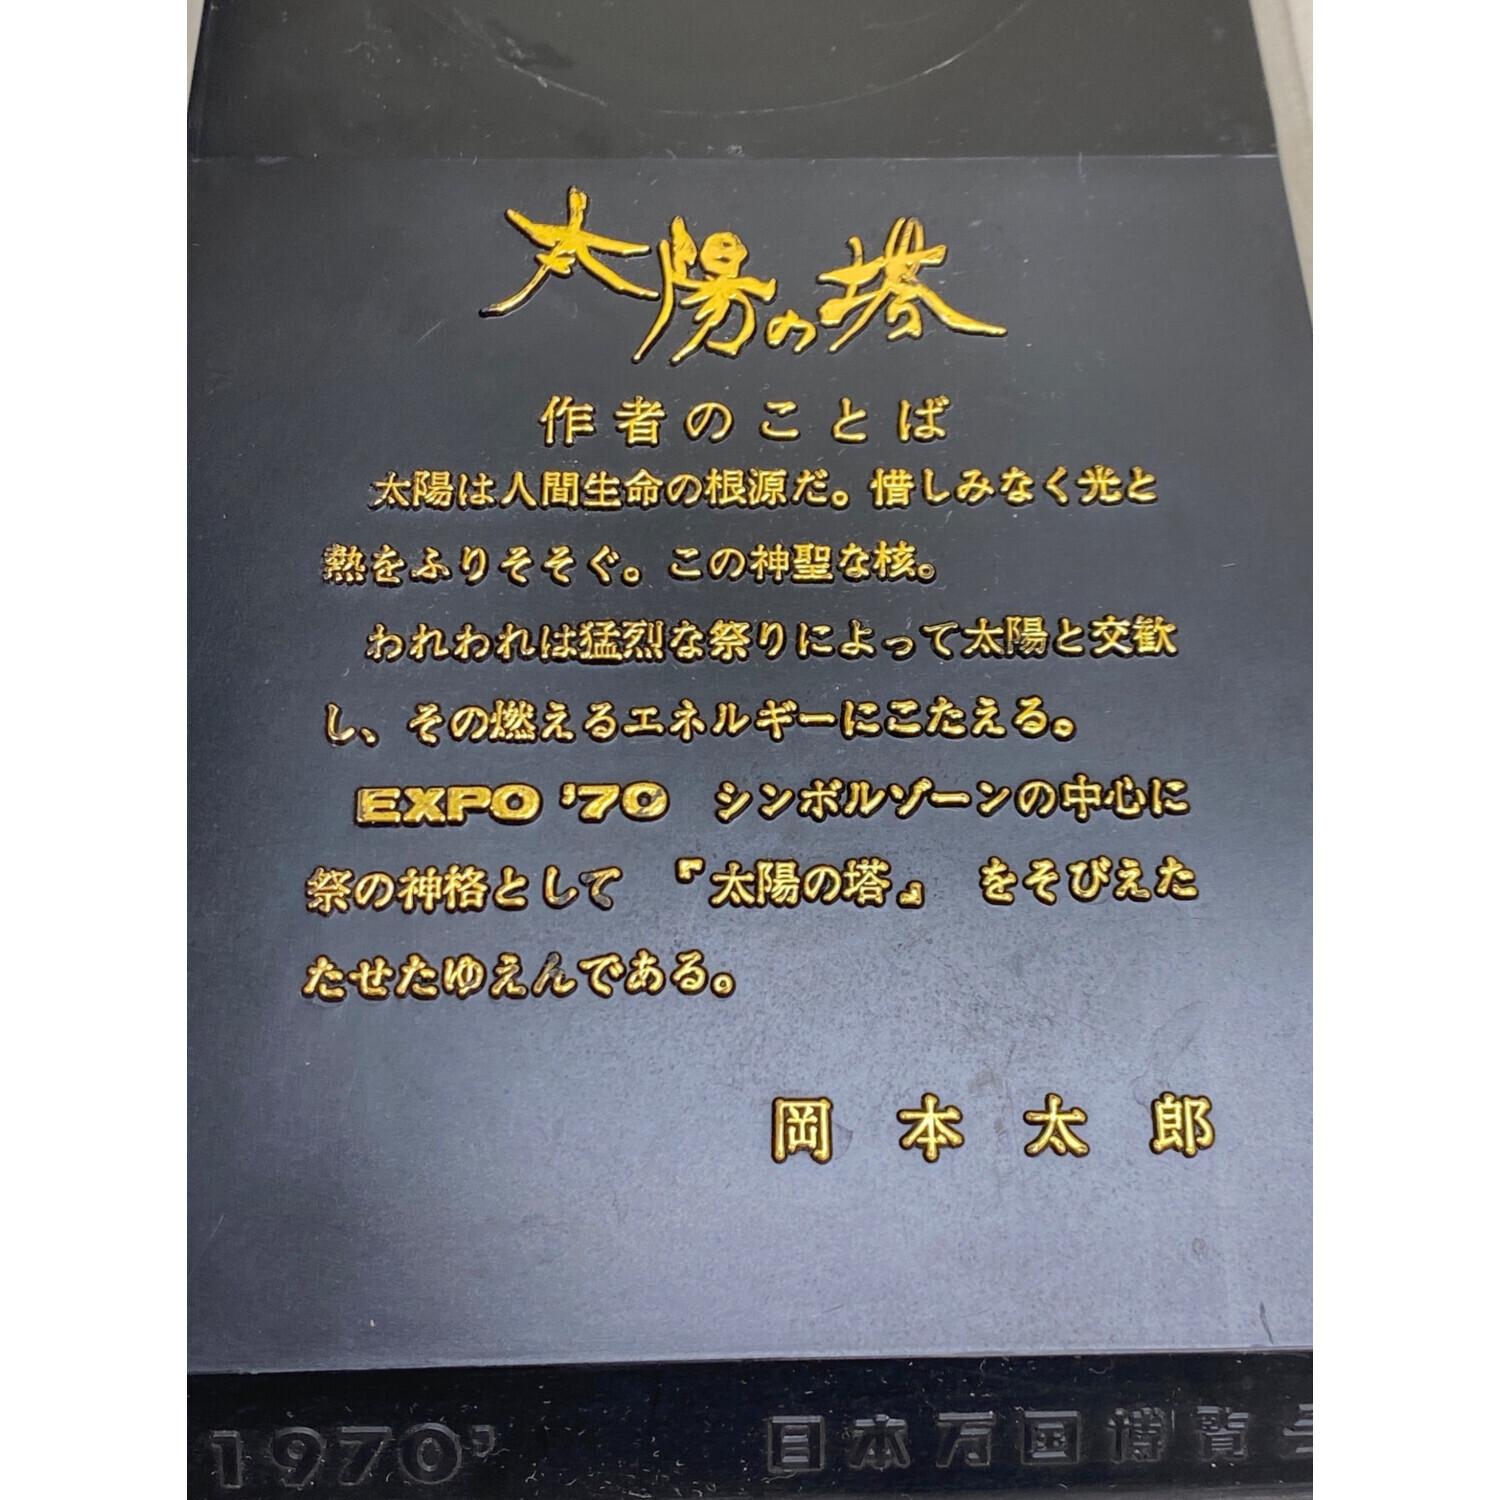 太陽の塔
作者のことば
太陽は人間生命の根源だ。惜しみなく光と
熱をふりそそぐ。この神聖な核。
われわれは猛烈な祭りによって太陽と交歓
し、その燃えるエネルギーにこたえる。
EXPO '70 シンボルゾーンの中心に
祭の神格として 『太陽の塔』 をそびえた
たせたゆえんである。
岡本太郎
1970' 日本万国博覧